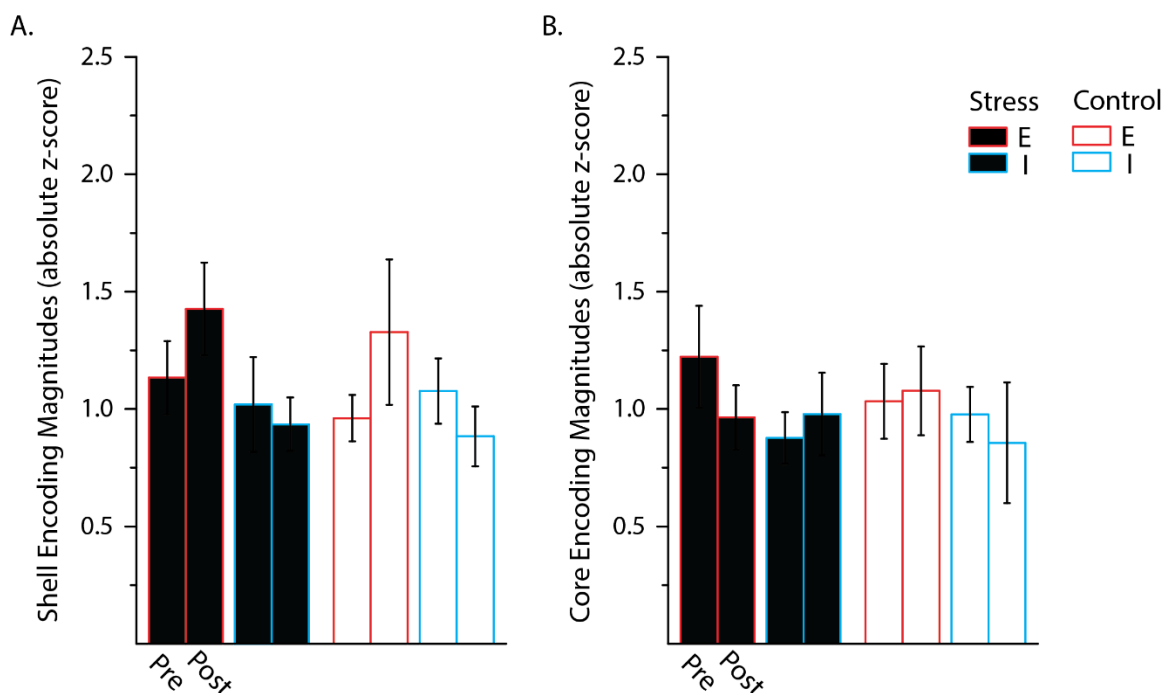 A.
Shell Encoding Magnitudes (absolute z-score)
2.5
2.0
1.5
1.0
0.5
Pre
Post
B.
Core Encoding Magnitudes (absolute z-score)
2.5
2.0
1.5
1.0
0.5
Pre
Post
Stress Control
E E
I I